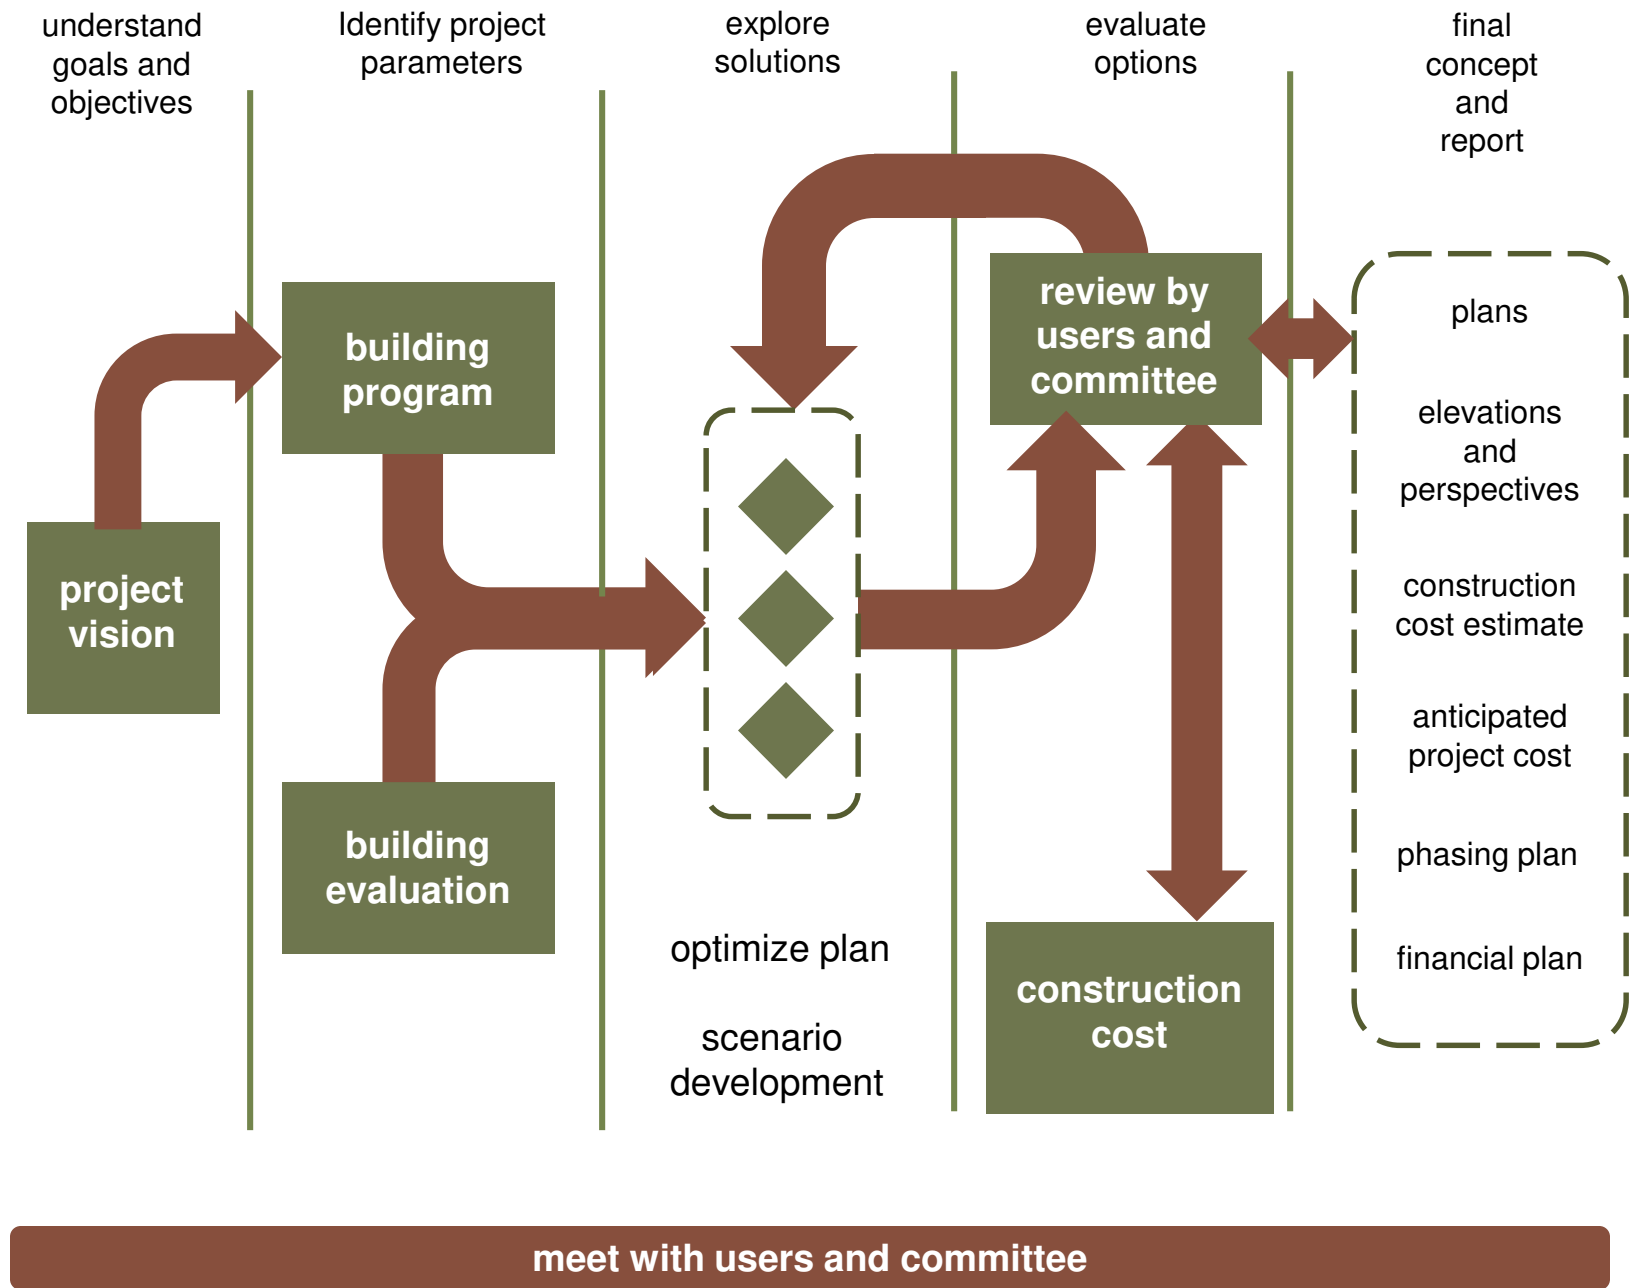 understand
goals and
objectives
Identify project
parameters
explore
solutions
evaluate
options
final
concept
and
report
project
vision
building
program
building
evaluation
optimize plan
scenario
development
review by
users and
committee
construction
cost
plans
elevations
and
perspectives
construction
cost estimate
anticipated
project cost
phasing plan
financial plan
meet with users and committee